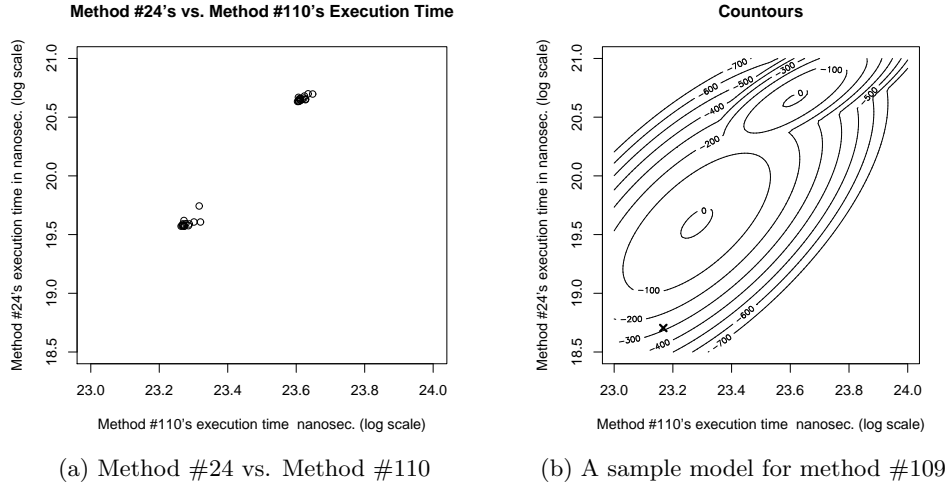 Method #24's vs. Method #110's Execution Time
Method #24's execution time in nanosec. (log scale)
21.0
20.5
20.0
19.5
19.0
18.5
23.0 23.2 23.4 23.6 23.8 24.0
Method #110's execution time nanosec. (log scale)
(a) Method #24 vs. Method #110
Countours
Method #24's execution time in nanosec. (log scale)
21.0
20.5
20.0
19.5
19.0
18.5
-700
-600
-500
-400
-300
-200
-100
0
-500
0
-100
-200
-300
-400
-600
-700
23.0 23.2 23.4 23.6 23.8 24.0
Method #110's execution time nanosec. (log scale)
(b) A sample model for method #109